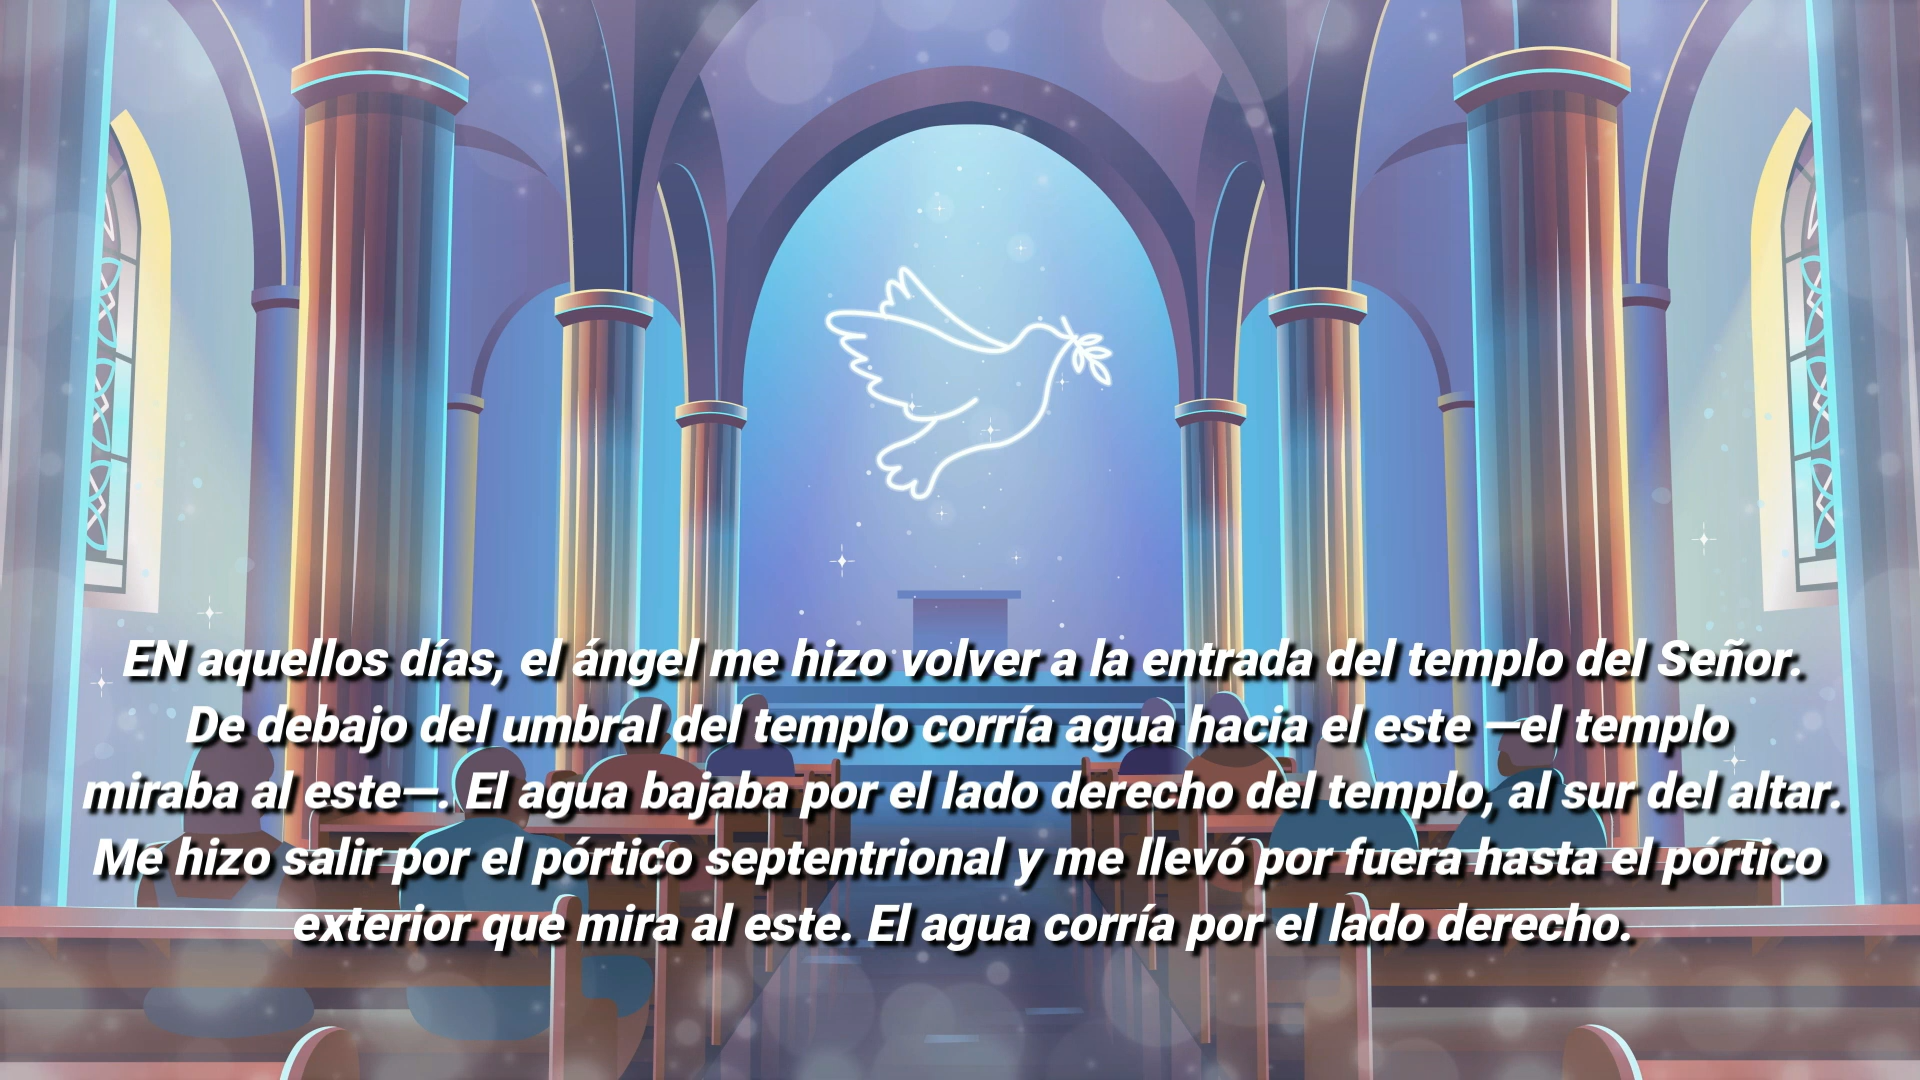 EN aquellos días, el ángel me hizo volver a la entrada del templo del Señor.
De debajo del umbral del templo corría agua hacia el este —el templo
miraba al este—. El agua bajaba por el lado derecho del templo, al sur del altar.
Me hizo salir por el pórtico septentrional y me llevó por fuera hasta el pórtico
exterior que mira al este. El agua corría por el lado derecho.